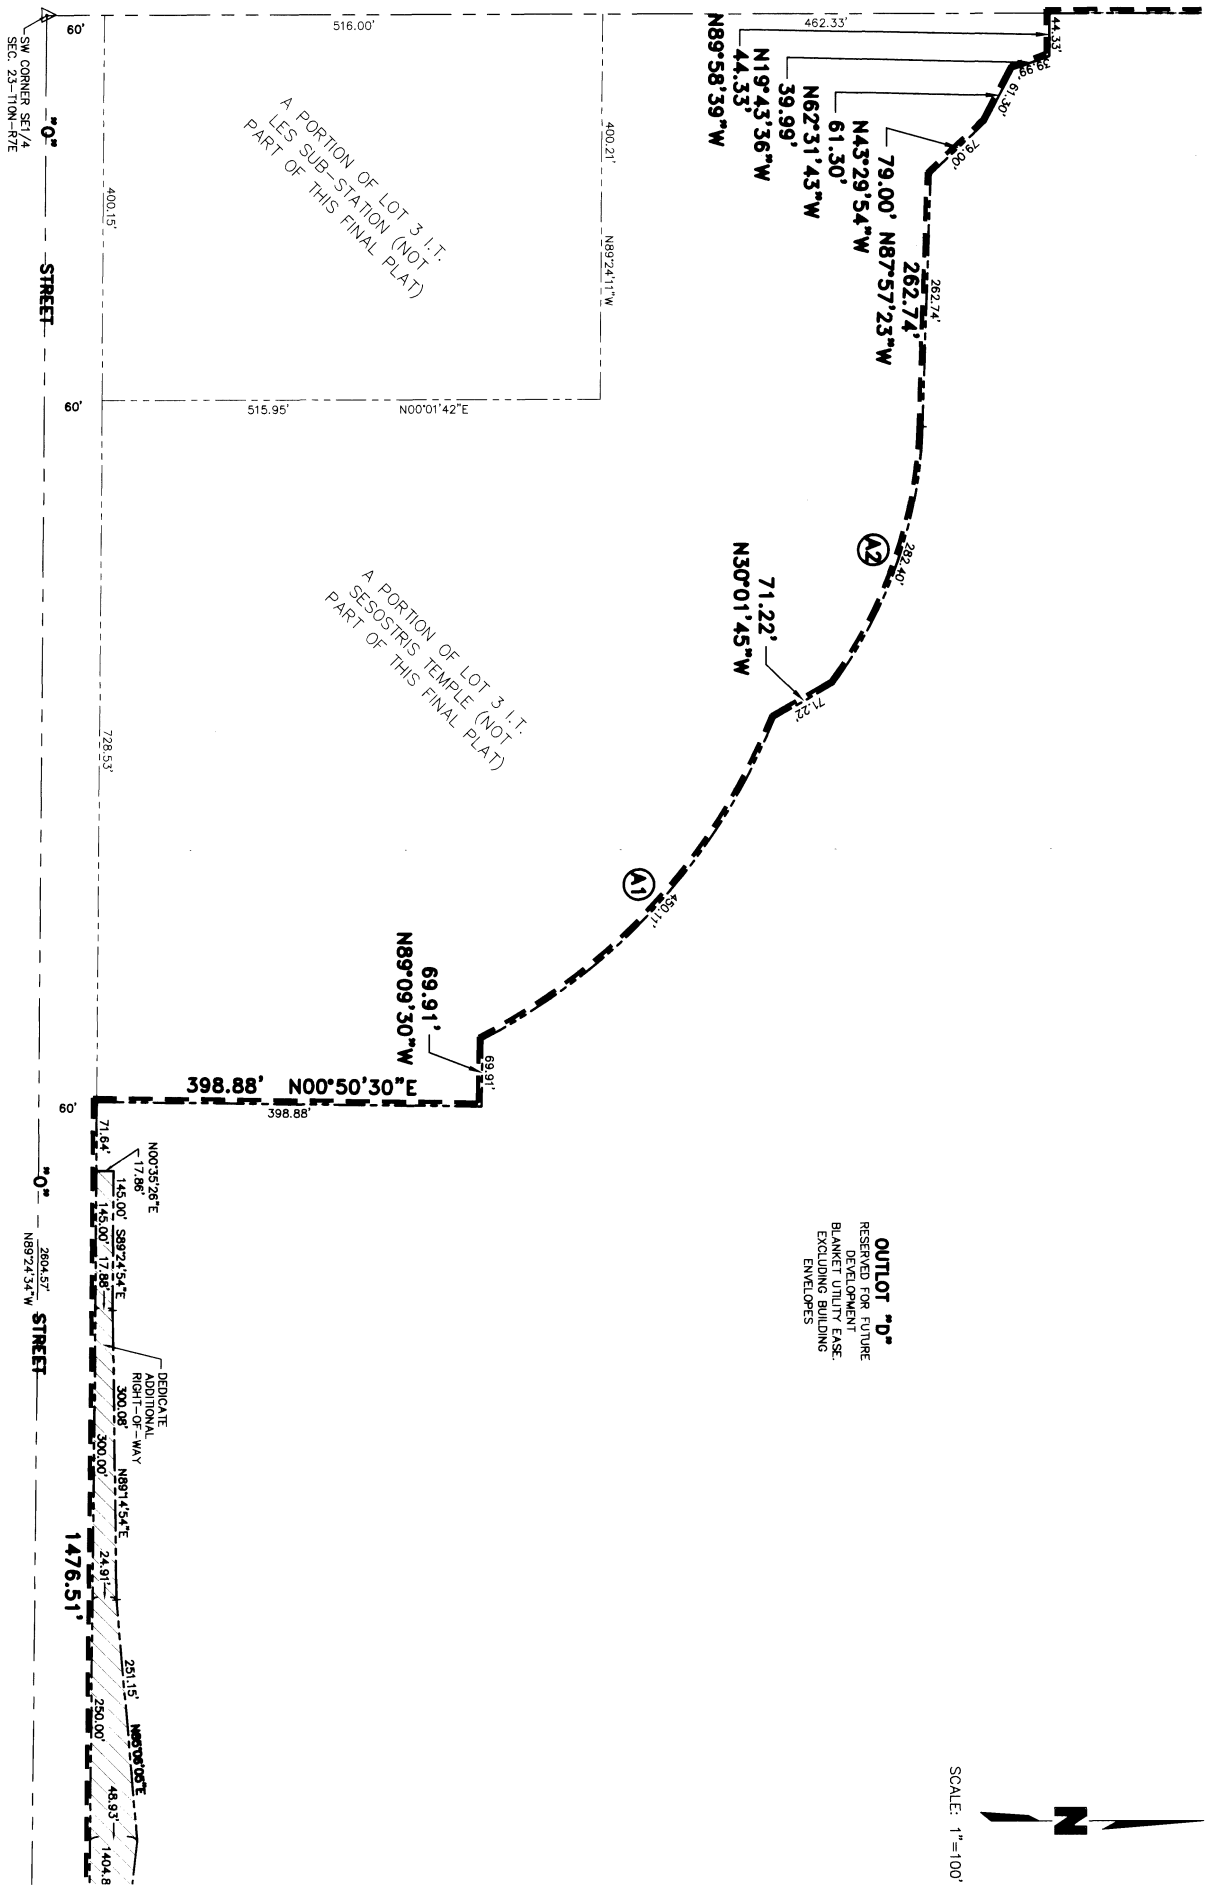 60'
SW CORNER SE1/4
SEC. 23-T10N-R7E
"O"
STREET
516.00'
462.33'
44.33'
39.99'
61.30'
79.00'
N89°58'39"W
44.33'
N19°43'36"W
39.99'
N62°31'43"W
61.30'
N43°29'54"W
79.00' N87°57'23"W
262.74'
262.74'
A PORTION OF LOT 3 I.T.
LES SUB-STATION (NOT
PART OF THIS FINAL PLAT)
400.21'
N89°24'11"W
400.15'
60'
515.95'
N00°01'42"E
A2
282.40'
71.22'
N30°01'45"W
71.22'
A PORTION OF LOT 3 I.T.
SESOSTRIS TEMPLE (NOT
PART OF THIS FINAL PLAT)
728.53'
A1
450.11'
69.91'
N89°09'30"W
69.91'
398.88' N00°50'30"E
398.88'
60'
71.64'
N00°35'26"E
17.86'
145.00' S89°24'54"E
145.00'
17.88'
"O"
2604.57'
N89°24'34"W
STREET
OUTLOT "D"
RESERVED FOR FUTURE
DEVELOPMENT
BLANKET UTILITY EASE.
EXCLUDING BUILDING
ENVELOPES
DEDICATE
ADDITIONAL
RIGHT-OF-WAY
300.08'
N89°14'54"E
300.00'
24.91'
1476.51'
251.15'
250.00'
48.93'
1404.8
SCALE: 1"=100'
N